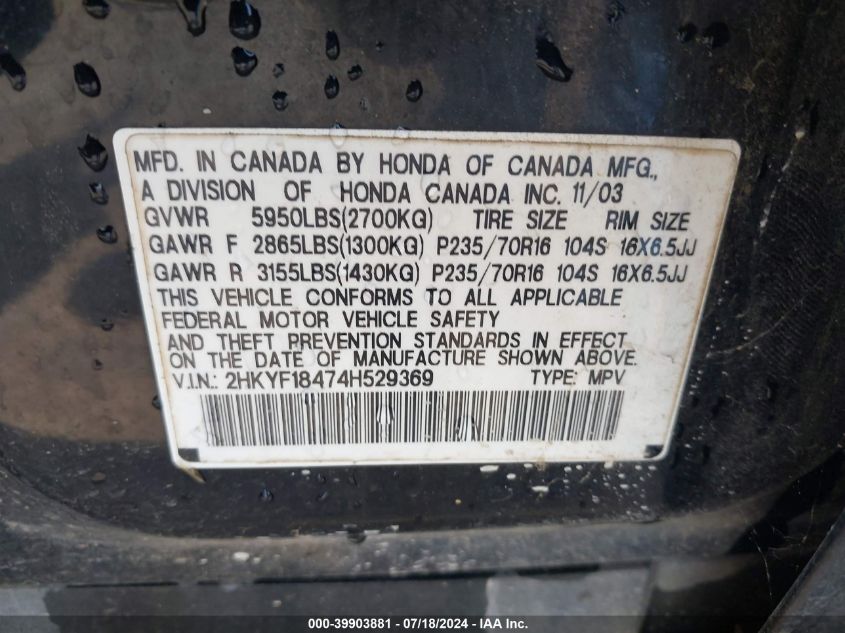 MFD. IN CANADA BY HONDA OF CANADA MFG.,
A DIVISION OF HONDA CANADA INC. 11/03
GVWR 5950LBS(2700KG) TIRE SIZE RIM SIZE
GAWR F 2865LBS(1300KG) P235/70R16 104S 16X6.5JJ
GAWR R 3155LBS(1430KG) P235/70R16 104S 16X6.5JJ
THIS VEHICLE CONFORMS TO ALL APPLICABLE
FEDERAL MOTOR VEHICLE SAFETY
AND THEFT PREVENTION STANDARDS IN EFFECT
ON THE DATE OF MANUFACTURE SHOWN ABOVE.
V.I.N.: 2HKYF18474H529369 TYPE: MPV
000-39903881 / 07/18/2024 - IAA Inc.